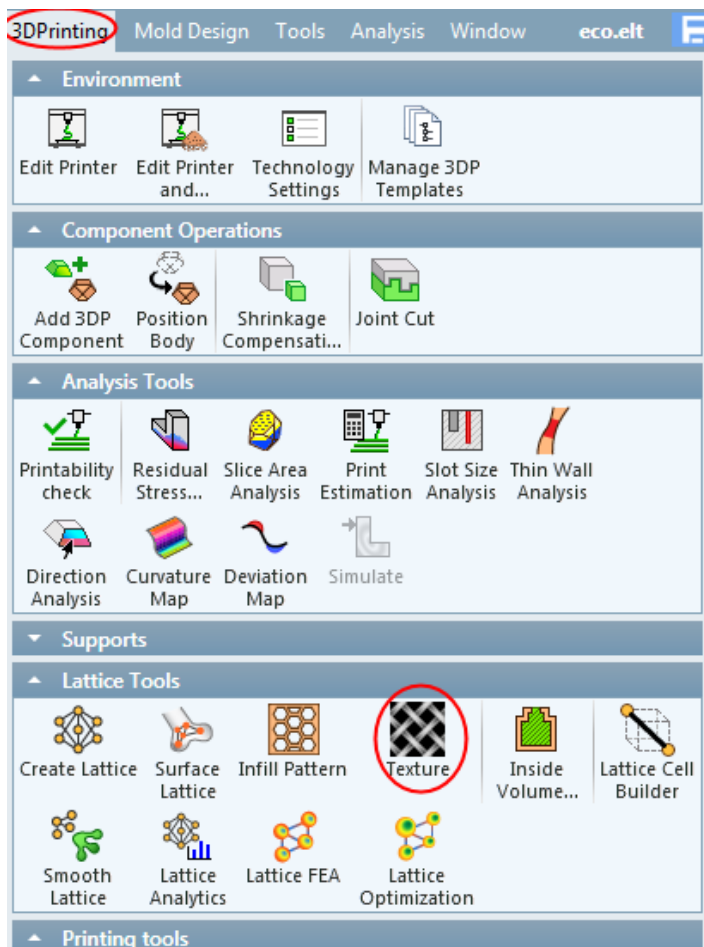 3DPrinting Mold Design Tools Analysis Window eco.elt
Environment
Edit Printer Edit Printer Technology Manage 3DP
and... Settings Templates
Component Operations
Add 3DP Position Shrinkage Joint Cut
Component Body Compensati...
Analysis Tools
Printability Residual Slice Area Print Slot Size Thin Wall
check Stress... Analysis Estimation Analysis Analysis
Direction Curvature Deviation Simulate
Analysis Map Map
Supports
Lattice Tools
Create Lattice Surface Infill Pattern Texture Inside Lattice Cell
Lattice Volume... Builder
Smooth Lattice Lattice FEA Lattice
Lattice Analytics Optimization
Printing tools